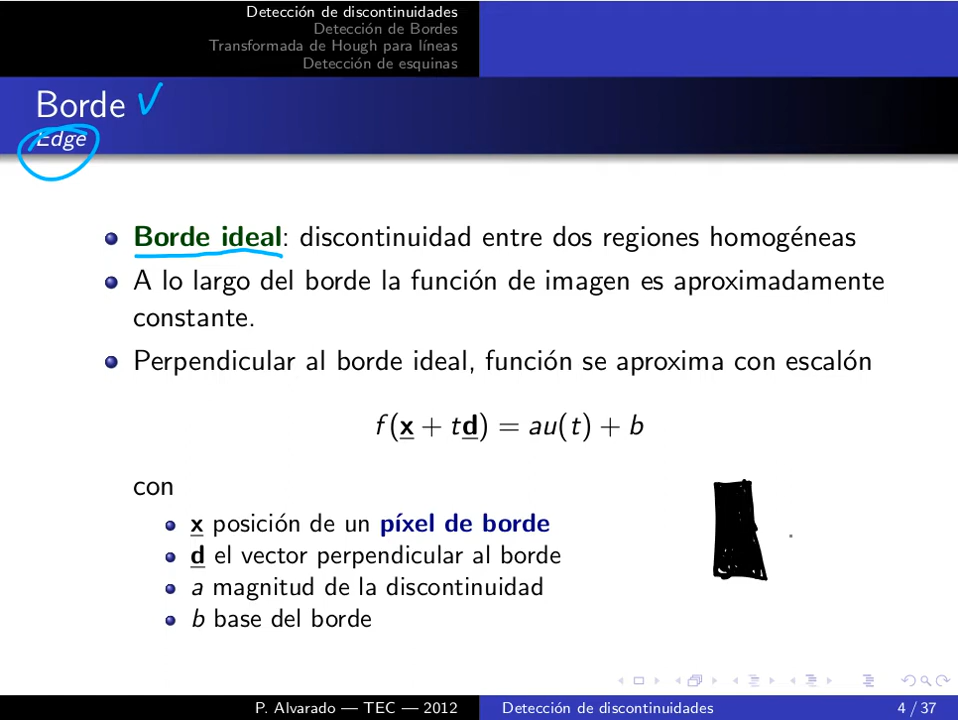 Detección de discontinuidades
Detección de Bordes
Transformada de Hough para líneas
Detección de esquinas
Borde
Edge
Borde ideal: discontinuidad entre dos regiones homogéneas
A lo largo del borde la función de imagen es aproximadamente
constante.
Perpendicular al borde ideal, función se aproxima con escalón
f(x + td) = au(t) + b
con
x posición de un píxel de borde
d el vector perpendicular al borde
a magnitud de la discontinuidad
b base del borde
P. Alvarado — TEC — 2012 Detección de discontinuidades 4 / 37